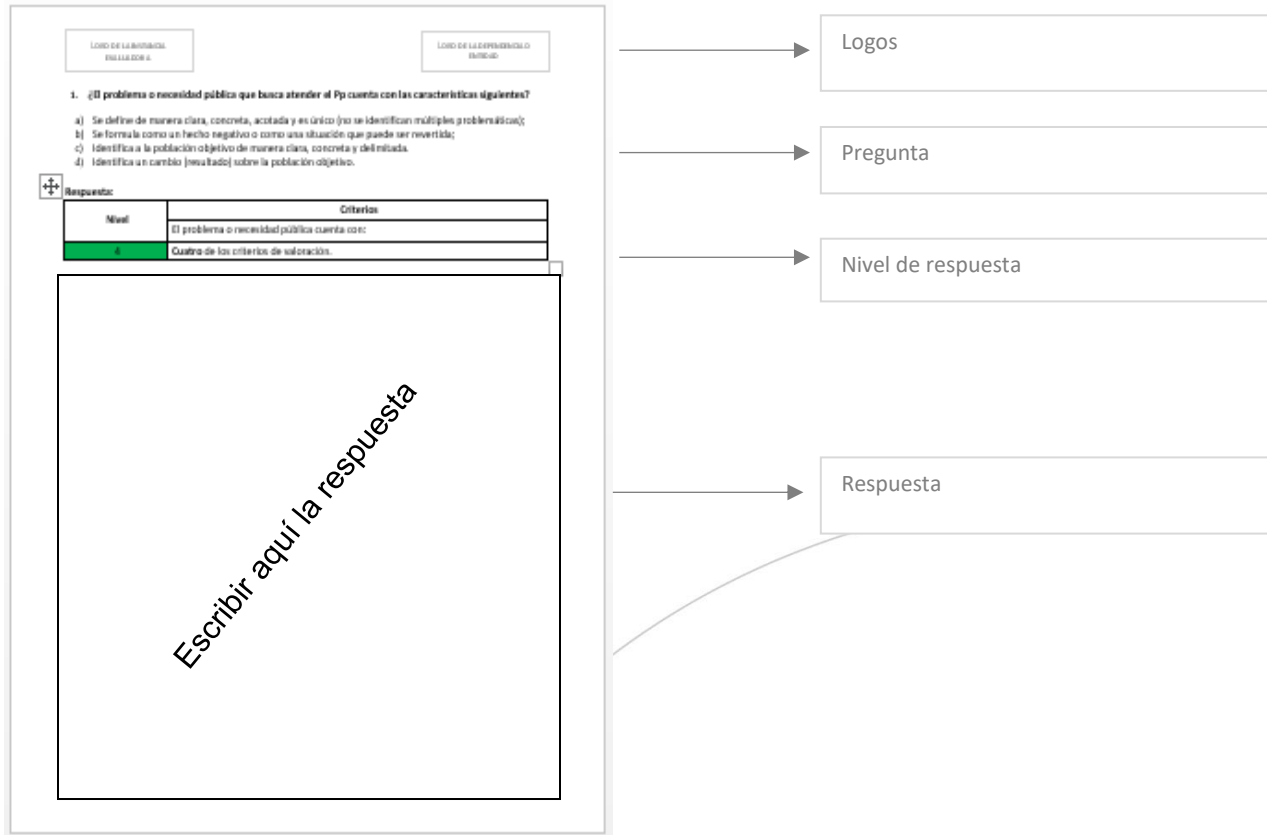 LOGO DE LA INSTANCIA
EVALUADORA
LOGO DE LA DEPENDENCIA O
ENTIDAD
Logos
1. ¿El problema o necesidad pública que busca atender el Pp cuenta con las características siguientes?
a) Se define de manera clara, concreta, acotada y es único (no se identifican múltiples problemáticas);
b) Se formula como un hecho negativo o como una situación que puede ser revertida;
c) Identifica a la población objetivo de manera clara, concreta y delimitada.
d) Identifica un cambio (resultado) sobre la población objetivo.
Pregunta
Respuesta:
Nivel
Criterios
El problema o necesidad pública cuenta con:
4
Cuatro de los criterios de valoración.
Nivel de respuesta
Escribir aquí la respuesta
Respuesta